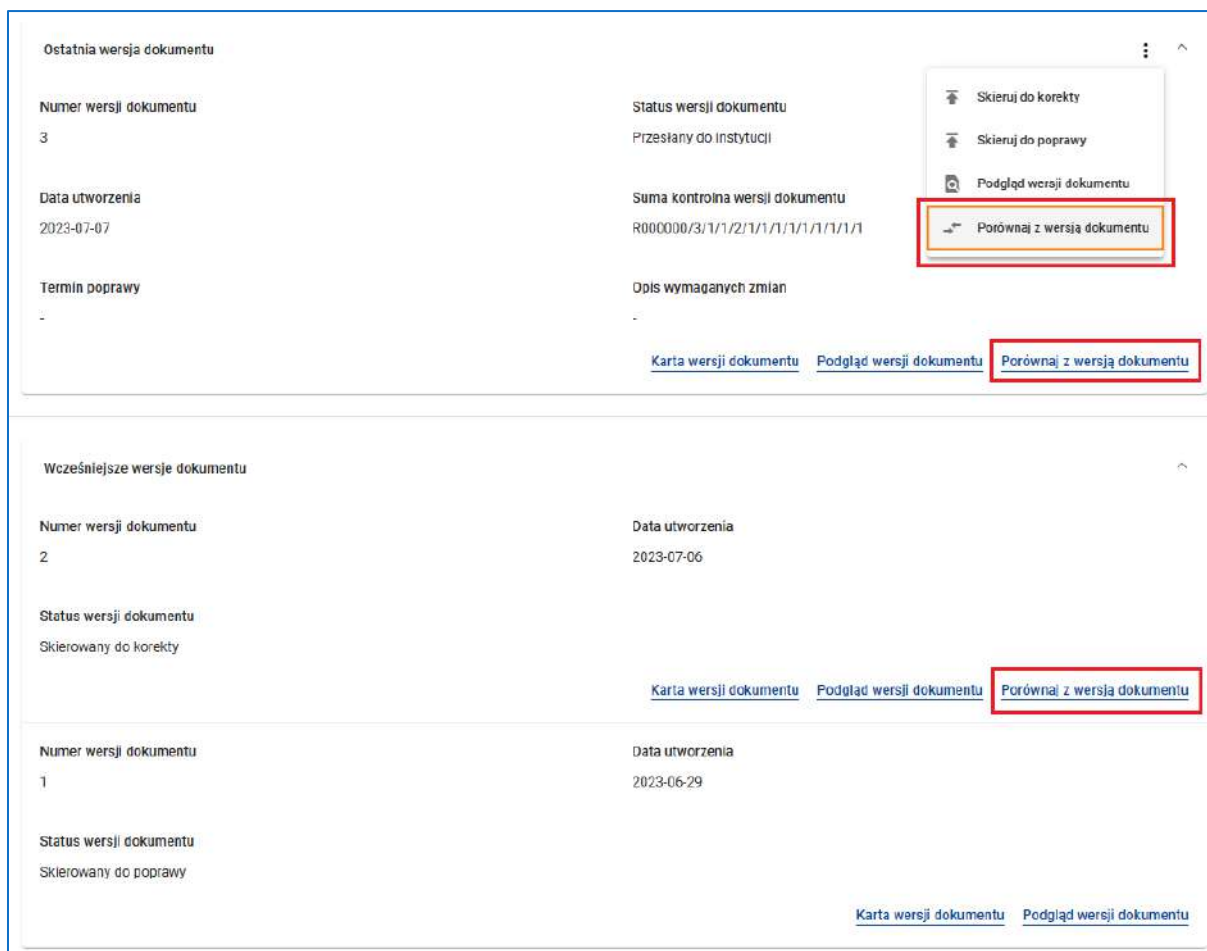 Ostatnia wersja dokumentu
Skieruj do korekty
Numer wersji dokumentu
Status wersji dokumentu
3
Przesłany do instytucji
Skieruj do poprawy
Podgląd wersji dokumentu
Data utworzenia
Suma kontrolna wersji dokumentu
2023-07-07
R000000/3/1/1/2/1/1/1/1/1/1/1/1/1
Porównaj z wersją dokumentu
Termin poprawy
Opis wymaganych zmian
-
-
Karta wersji dokumentu Podgląd wersji dokumentu Porównaj z wersją dokumentu
Wcześniejsze wersje dokumentu
Numer wersji dokumentu
Data utworzenia
2
2023-07-06
Status wersji dokumentu
Skierowany do korekty
Karta wersji dokumentu Podgląd wersji dokumentu Porównaj z wersją dokumentu
Numer wersji dokumentu
Data utworzenia
1
2023-06-29
Status wersji dokumentu
Skierowany do poprawy
Karta wersji dokumentu Podgląd wersji dokumentu